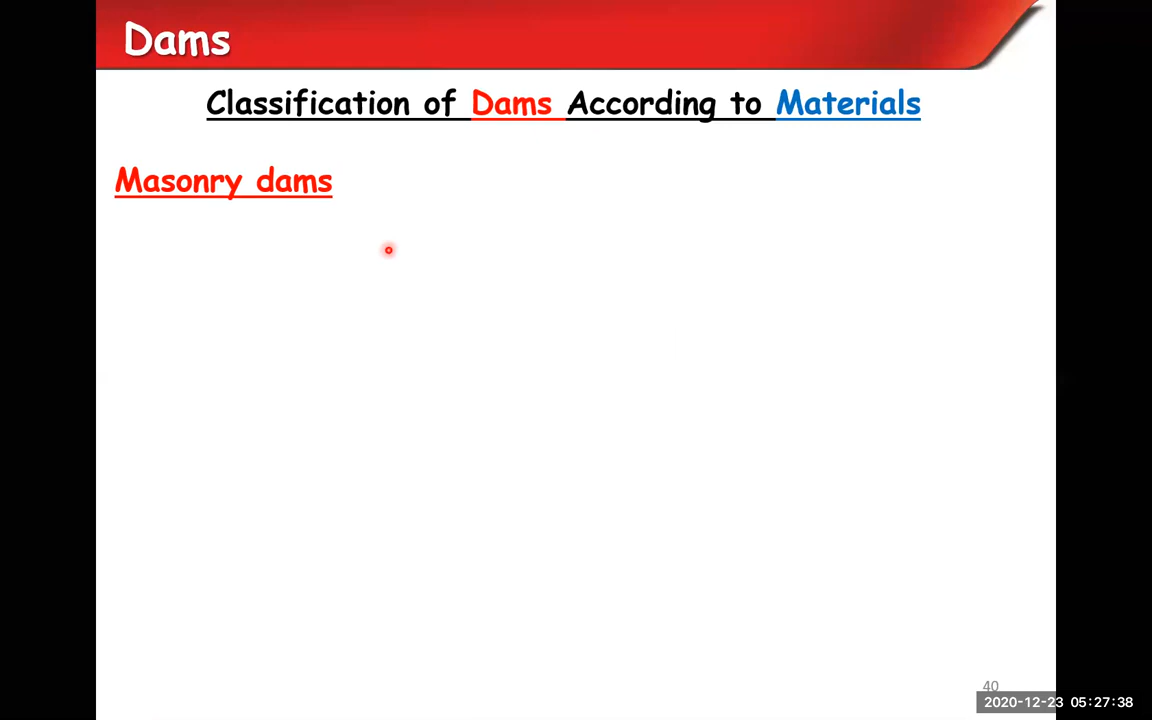 Dams
Classification of Dams According to Materials
Masonry dams
40
2020-12-23 05:27:38